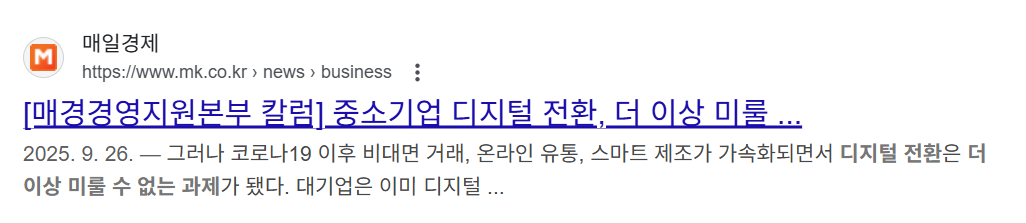 매일경제
https://www.mk.co.kr › news › business
[매경경영지원본부 칼럼] 중소기업 디지털 전환, 더 이상 미룰 ...
2025. 9. 26. — 그러나 코로나19 이후 비대면 거래, 온라인 유통, 스마트 제조가 가속화되면서 디지털 전환은 더
이상 미룰 수 없는 과제가 됐다. 대기업은 이미 디지털 ...